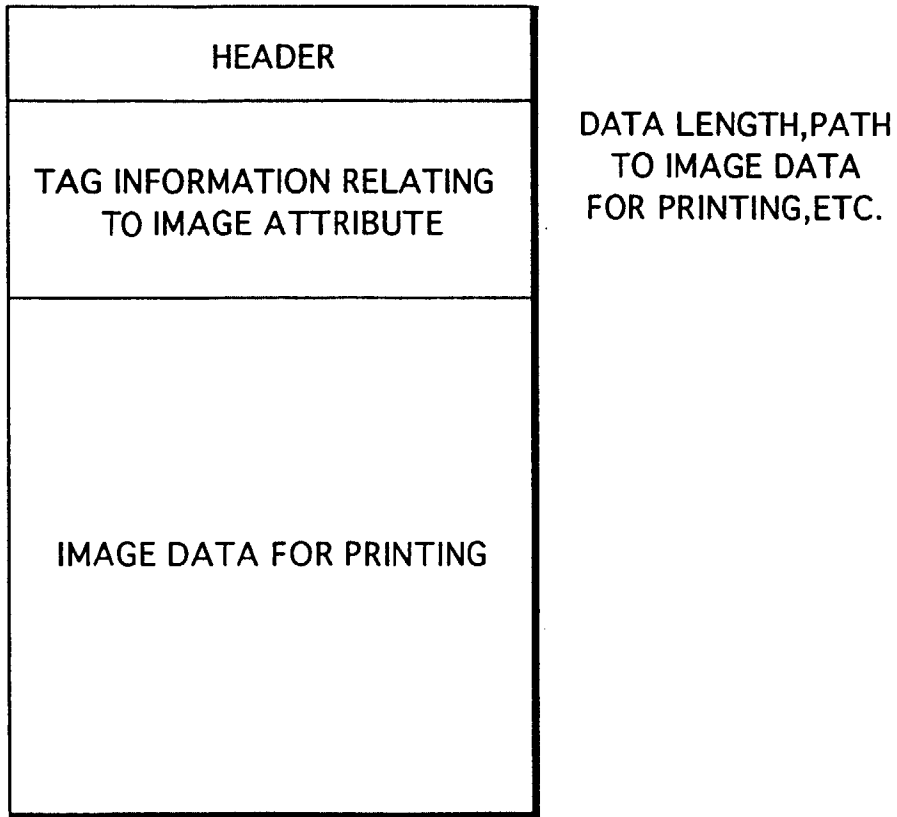 HEADER
TAG INFORMATION RELATING
TO IMAGE ATTRIBUTE
DATA LENGTH,PATH
TO IMAGE DATA
FOR PRINTING,ETC.
IMAGE DATA FOR PRINTING